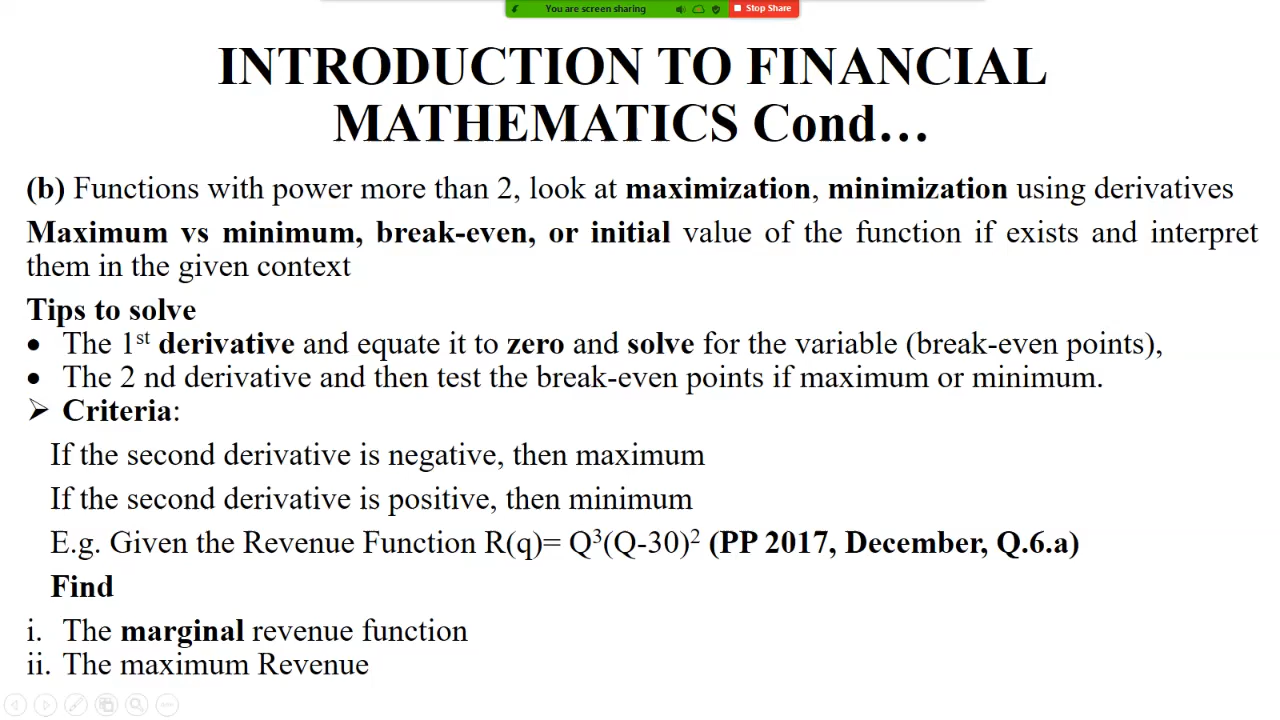 You are screen sharing
Stop Share
INTRODUCTION TO FINANCIAL
MATHEMATICS Cond…
(b) Functions with power more than 2, look at maximization, minimization using derivatives
Maximum vs minimum, break-even, or initial value of the function if exists and interpret
them in the given context
Tips to solve
• The 1st derivative and equate it to zero and solve for the variable (break-even points),
• The 2 nd derivative and then test the break-even points if maximum or minimum.
➢ Criteria:
If the second derivative is negative, then maximum
If the second derivative is positive, then minimum
E.g. Given the Revenue Function R(q)= Q³(Q-30)² (PP 2017, December, Q.6.a)
Find
i. The marginal revenue function
ii. The maximum Revenue